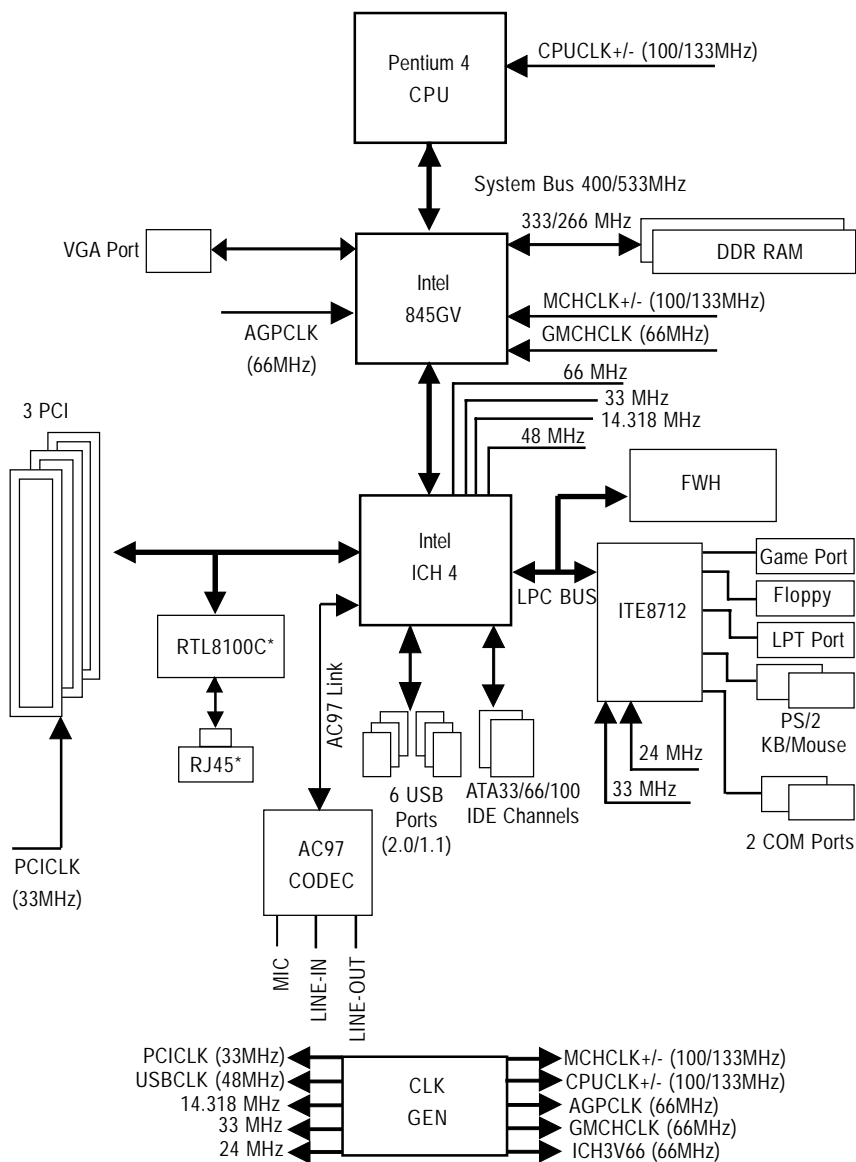 Pentium 4
CPU
CPUCLK+/- (100/133MHz)
System Bus 400/533MHz
333/266 MHz
DDR RAM
VGA Port
Intel
845GV
MCHCLK+/- (100/133MHz)
GMCHCLK (66MHz)
AGPCLK
(66MHz)
66 MHz
33 MHz
14.318 MHz
48 MHz
3 PCI
FWH
Intel
ICH 4
LPC BUS
ITE8712
Game Port
Floppy
LPT Port
PS/2
KB/Mouse
RTL8100C*
RJ45*
AC97 Link
24 MHz
33 MHz
6 USB
Ports
(2.0/1.1)
ATA33/66/100
IDE Channels
2 COM Ports
PCICLK
(33MHz)
AC97
CODEC
MIC
LINE-IN
LINE-OUT
CLK
GEN
PCICLK (33MHz)
USBCLK (48MHz)
14.318 MHz
33 MHz
24 MHz
MCHCLK+/- (100/133MHz)
CPUCLK+/- (100/133MHz)
AGPCLK (66MHz)
GMCHCLK (66MHz)
ICH3V66 (66MHz)